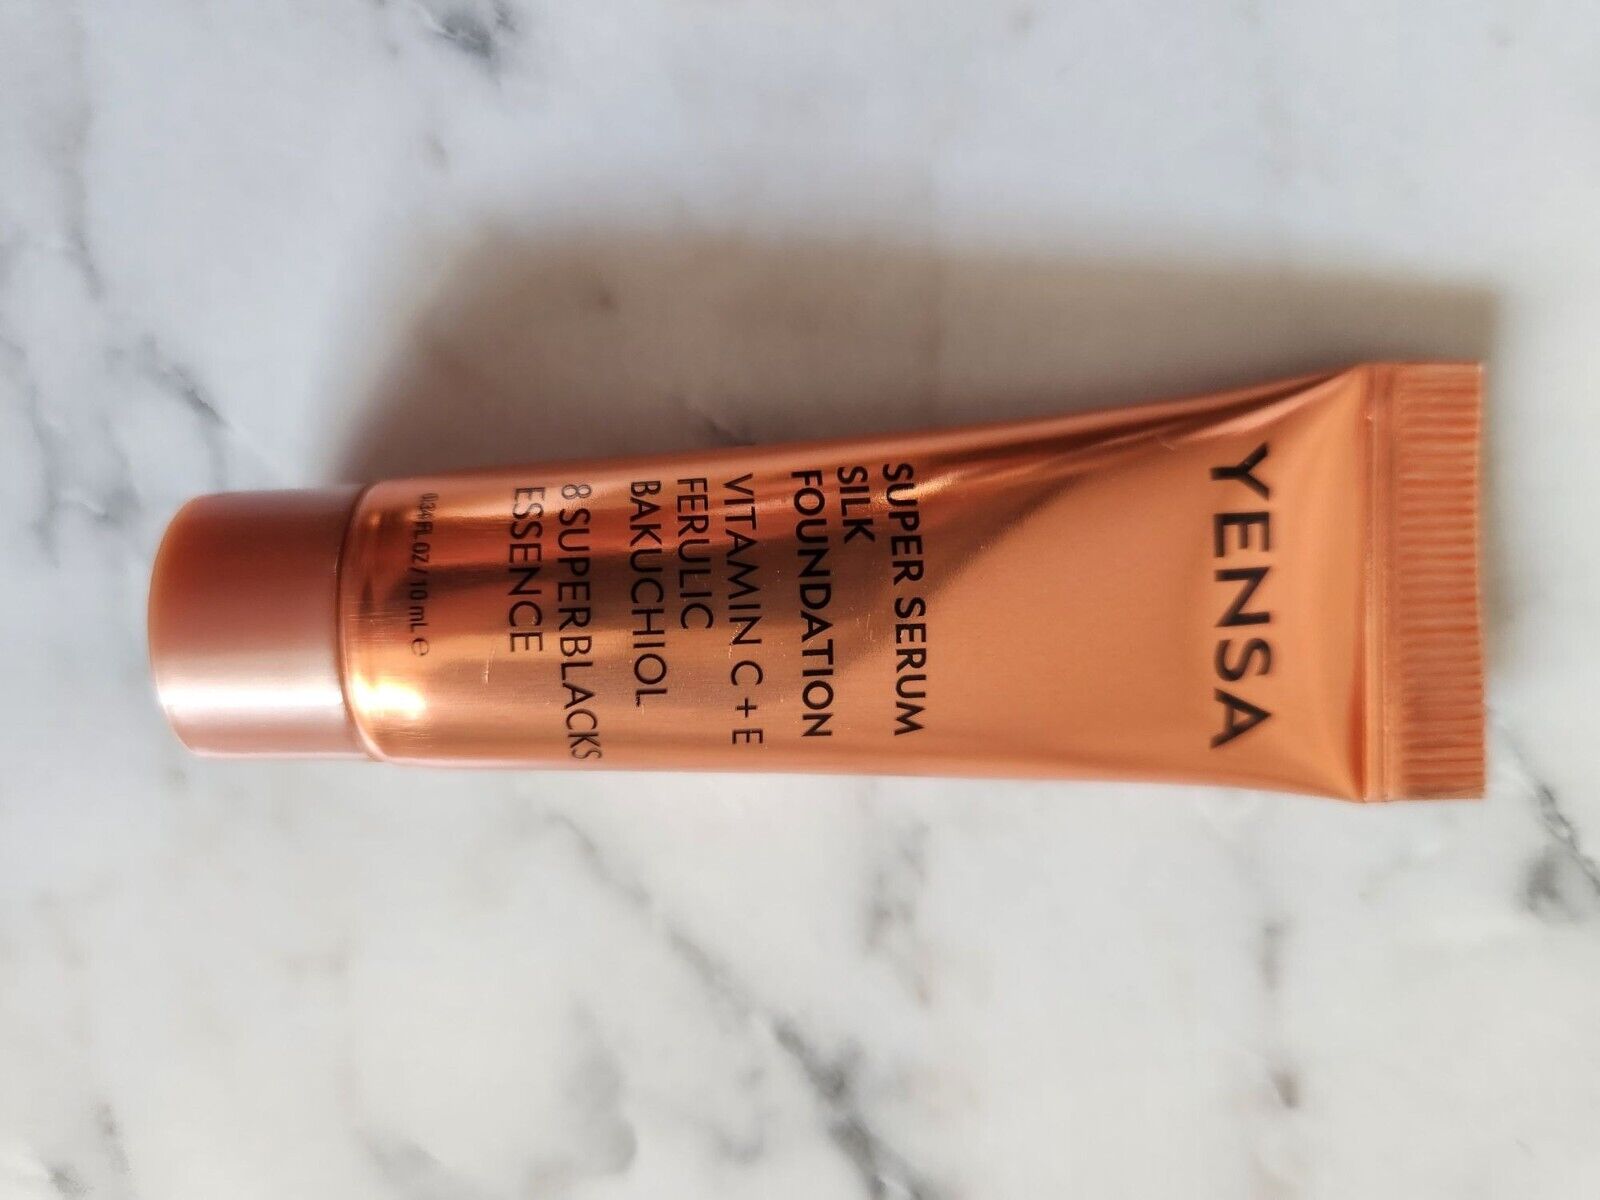 YENSA
SUPER SERUM
SILK
FOUNDATION
VITAMIN C + E
FERULIC
BAKUCHIOL
8 SUPERBLACKS
ESSENCE
0.34 FL OZ / 10 mL ℮